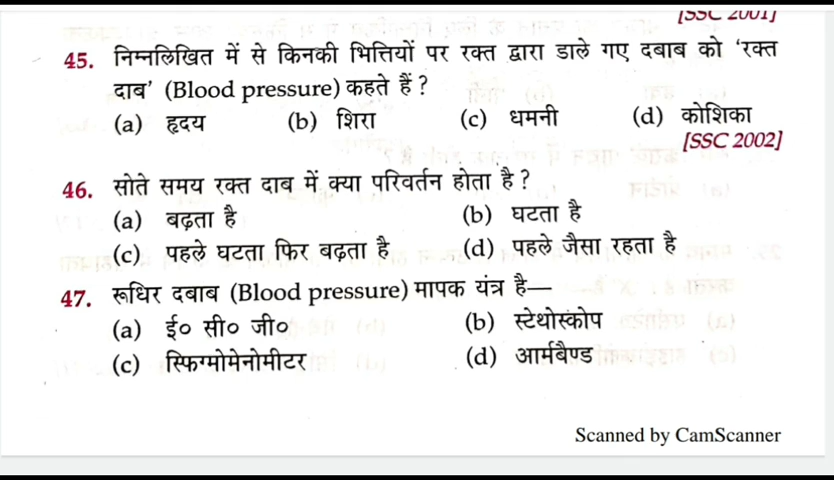 [SSC 2001]
45. निम्नलिखित में से किनकी भित्तियों पर रक्त द्वारा डाले गए दबाब को ‘रक्त
दाब’ (Blood pressure) कहते हैं ?
(a) हृदय (b) शिरा (c) धमनी (d) कोशिका
[SSC 2002]
46. सोते समय रक्त दाब में क्या परिवर्तन होता है ?
(a) बढ़ता है (b) घटता है
(c) पहले घटता फिर बढ़ता है (d) पहले जैसा रहता है
47. रूधिर दबाब (Blood pressure) मापक यंत्र है—
(a) ई० सी० जी० (b) स्टेथोस्कोप
(c) स्फिग्मोमेनोमीटर (d) आर्मबैण्ड
Scanned by CamScanner